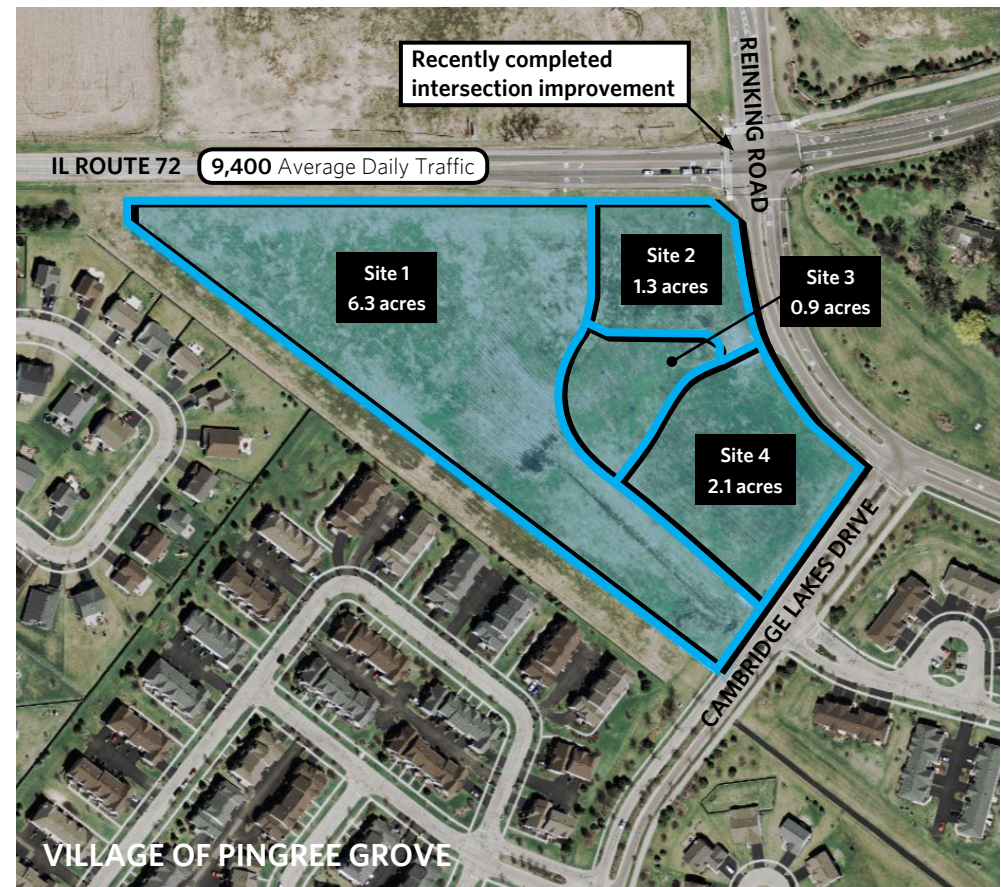 Recently completed
intersection improvement
REINKING ROAD
IL ROUTE 72
9,400 Average Daily Traffic
Site 1
6.3 acres
Site 2
1.3 acres
Site 3
0.9 acres
Site 4
2.1 acres
CAMBRIDGE LAKES DRIVE
VILLAGE OF PINGREE GROVE